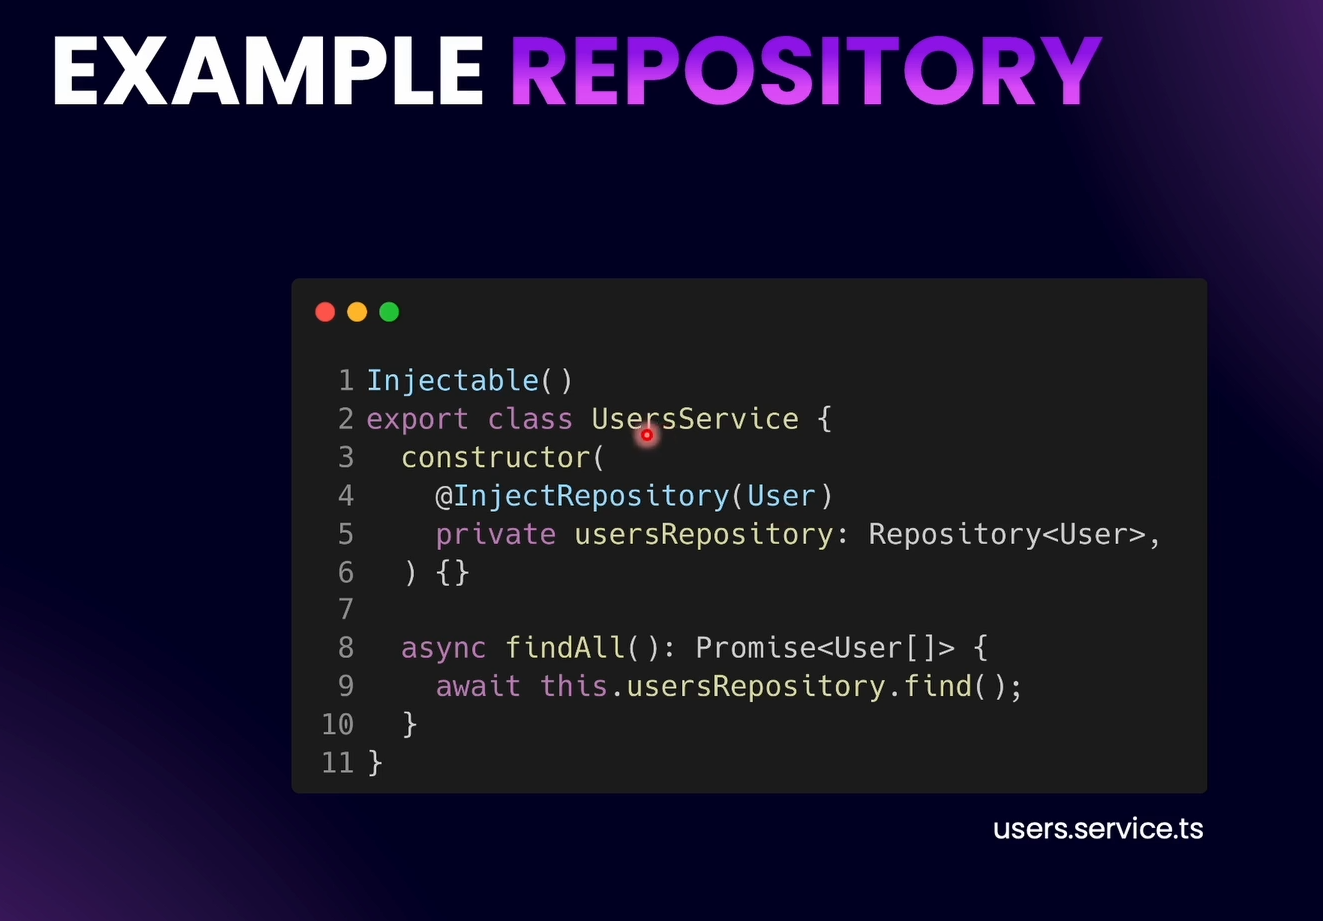 EXAMPLE REPOSITORY
1 Injectable()
2 export class UsersService {
3   constructor(
4     @InjectRepository(User)
5     private usersRepository: Repository<User>,
6   ) {}
7
8   async findAll(): Promise<User[]> {
9     await this.usersRepository.find();
10   }
11 }
users.service.ts